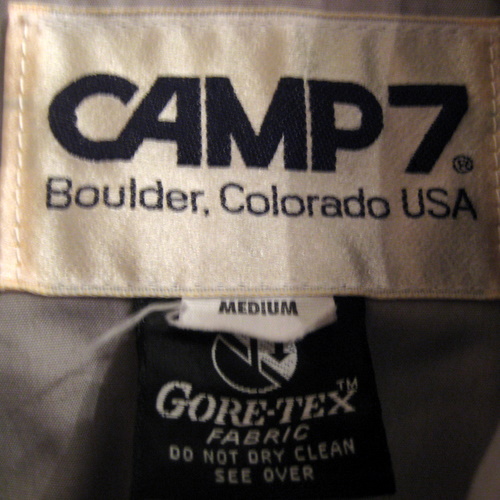 CAMP7®
Boulder, Colorado USA
MEDIUM
GORE-TEX™
FABRIC
DO NOT DRY CLEAN
SEE OVER